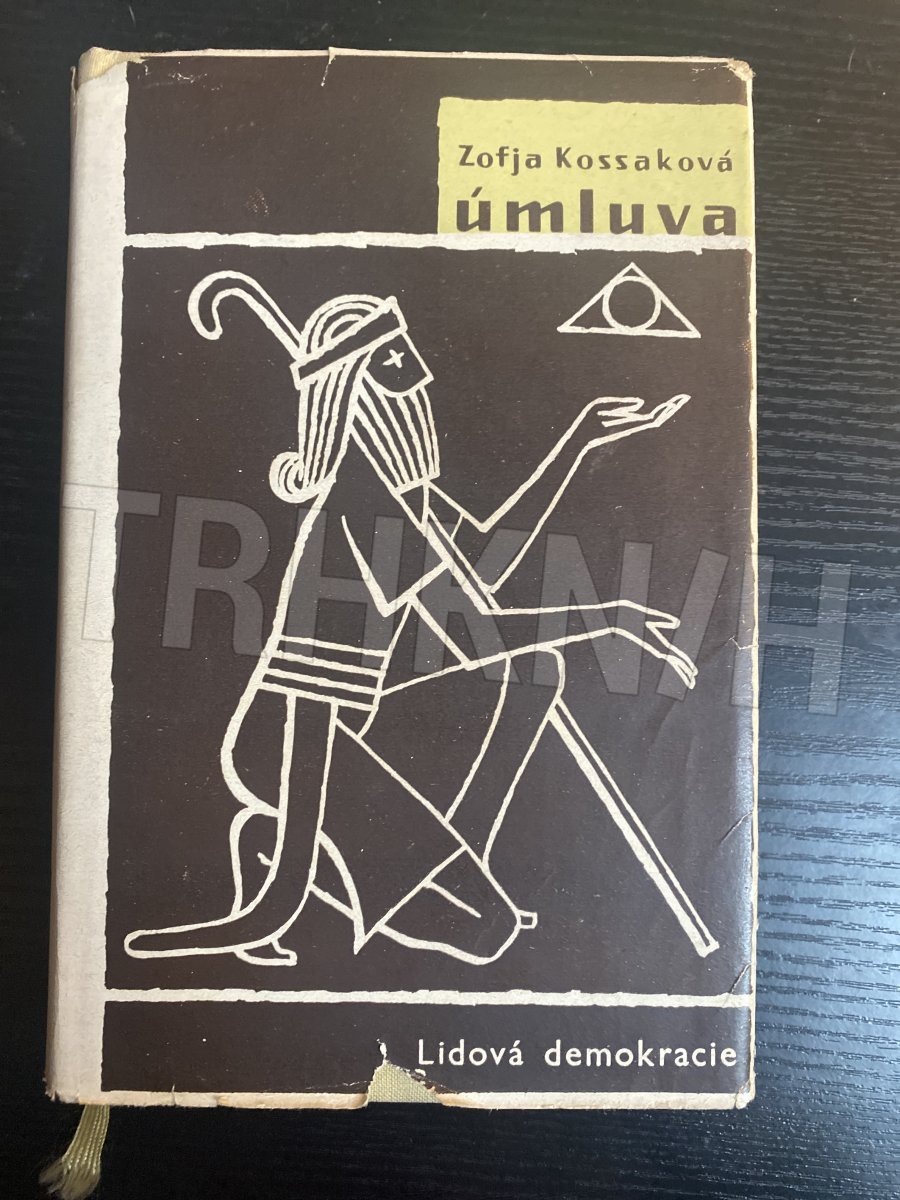 Zofja Kossaková
úmluva
TRHKNIH
Lidová demokracie